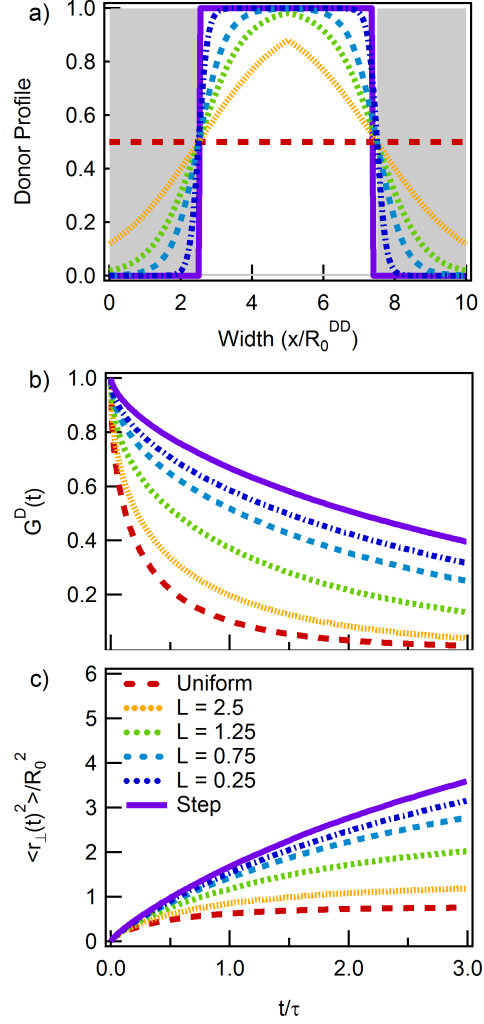 a)
Donor Profile
1.0
0.8
0.6
0.4
0.2
0.0
0
2
4
6
8
10
Width (x/R₀ᴰᴰ)
b)
Gᴰ(t)
1.0
0.8
0.6
0.4
0.2
c)
<r⊥(t)²>/R₀²
6
5
4
3
2
1
0
Uniform
L = 2.5
L = 1.25
L = 0.75
L = 0.25
Step
0.0
1.0
2.0
3.0
t/τ